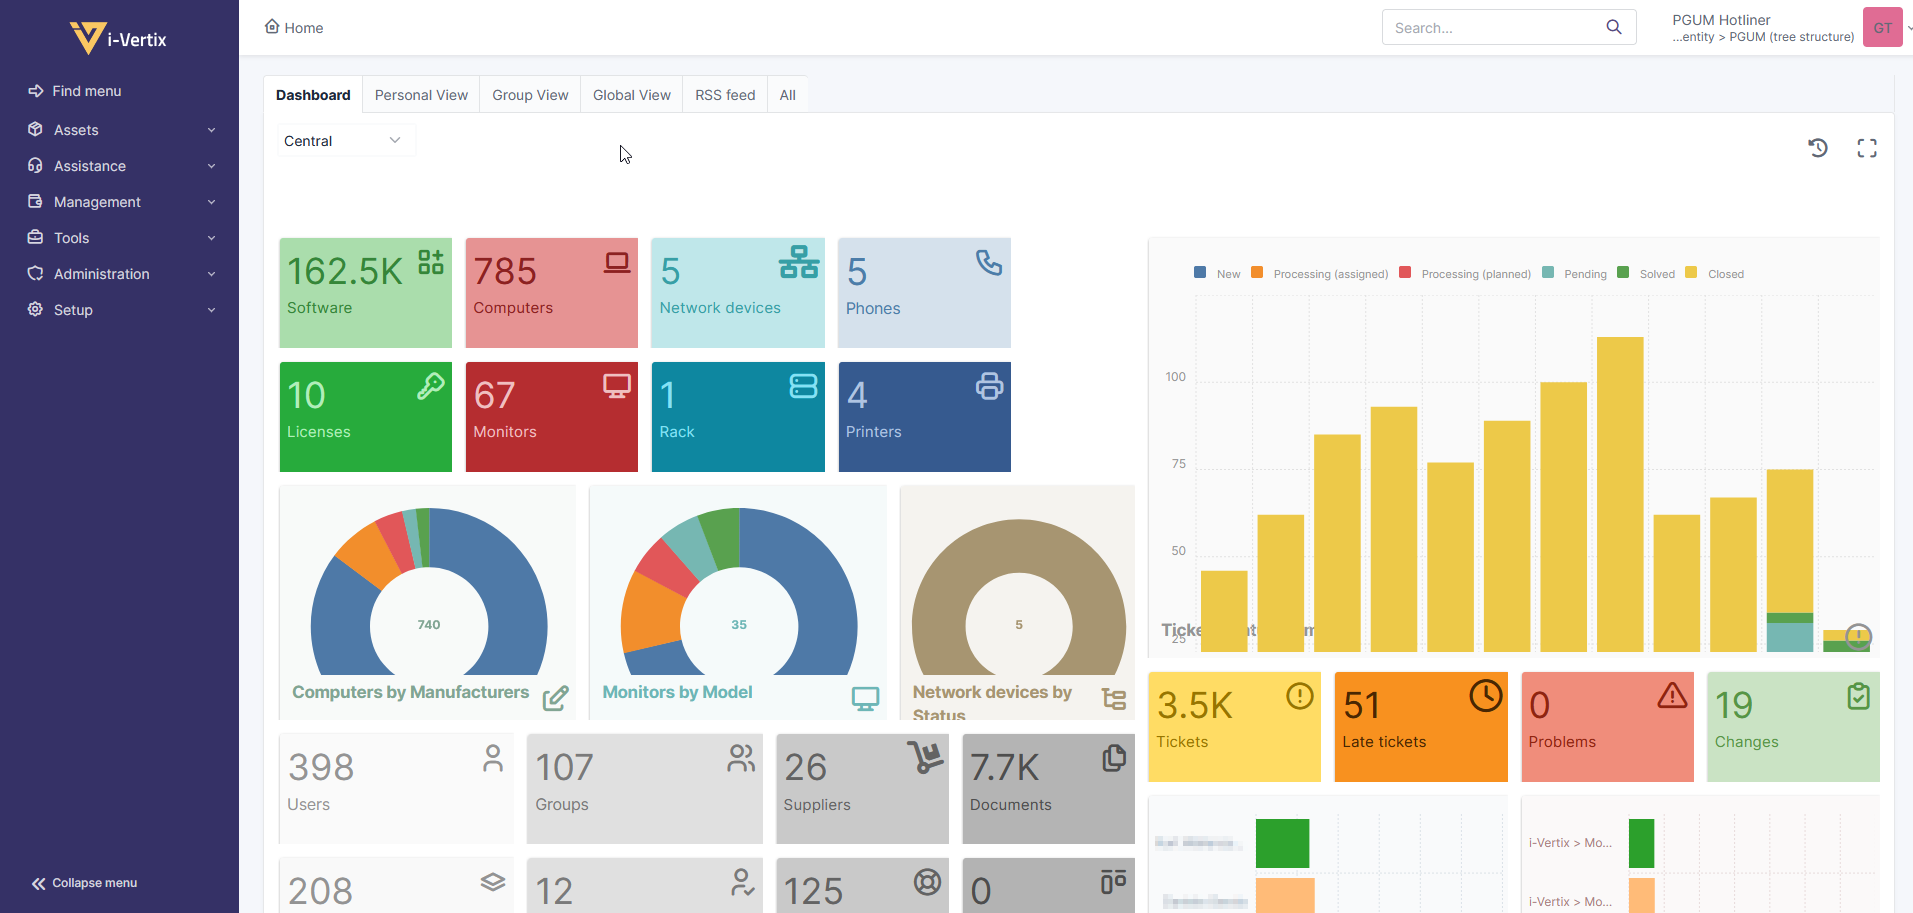 i-Vertix
Find menu
Assets
Assistance
Management
Tools
Administration
Setup
Collapse menu
Home
Search...
PGUM Hotliner
...entity > PGUM (tree structure)
GT
Dashboard
Personal View
Group View
Global View
RSS feed
All
Central
162.5K
Software
785
Computers
5
Network devices
5
Phones
10
Licenses
67
Monitors
1
Rack
4
Printers
740
Computers by Manufacturers
35
Monitors by Model
5
Network devices by
Status
398
Users
107
Groups
26
Suppliers
7.7K
Documents
208
12
125
0
New
Processing (assigned)
Processing (planned)
Pending
Solved
Closed
100
75
50
25
3.5K
Tickets
51
Late tickets
0
Problems
19
Changes
i-Vertix > Mo...
i-Vertix > Mo...